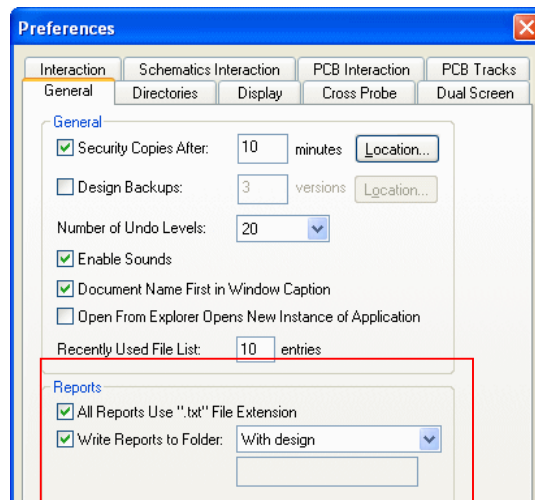 Preferences
Interaction Schematics Interaction PCB Interaction PCB Tracks
General Directories Display Cross Probe Dual Screen
General
Security Copies After: 10 minutes Location...
Design Backups: 3 versions Location...
Number of Undo Levels: 20
Enable Sounds
Document Name First in Window Caption
Open From Explorer Opens New Instance of Application
Recently Used File List: 10 entries
Reports
All Reports Use ".txt" File Extension
Write Reports to Folder: With design